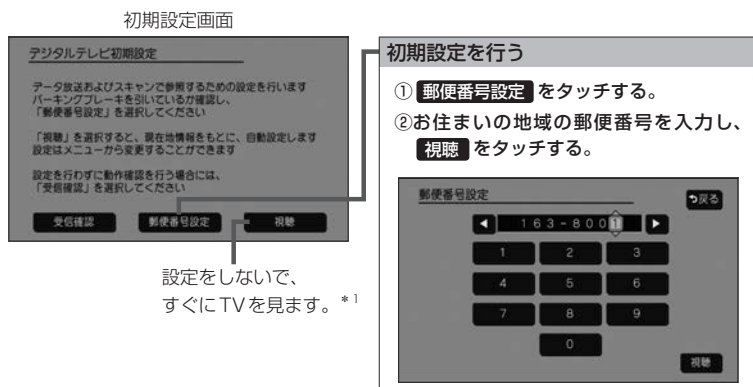 初期設定画面
デジタルテレビ初期設定
データ放送およびスキャンで参照するための設定を行います
パーキングブレーキを引いているか確認し、
「郵便番号設定」を選択してください
「視聴」を選択すると、現在地情報をもとに、自動設定します
設定はメニューから変更することができます
設定を行わずに動作確認を行う場合には、
「受信確認」を選択してください
受信確認 郵便番号設定 視聴
設定をしないで、
すぐにTVを見ます。*1
初期設定を行う
① 郵便番号設定 をタッチする。
②お住まいの地域の郵便番号を入力し、
視聴 をタッチする。
郵便番号設定 戻る
163-8001
1 2 3
4 5 6
7 8 9
0
視聴